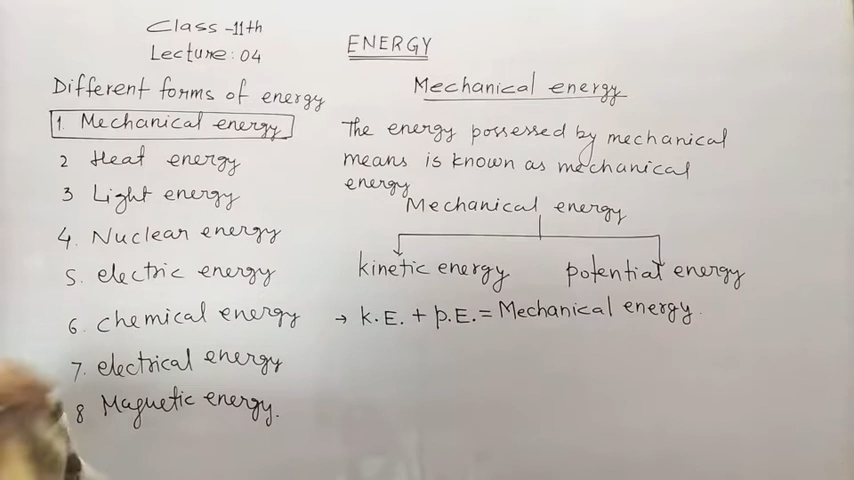 Class -11th
Lecture: 04
ENERGY
Different forms of energy
1. Mechanical energy
2 Heat energy
3 Light energy
4. Nuclear energy
5. electric energy
6. chemical energy
7. electrical energy
8 Magnetic energy.
Mechanical energy
The energy possessed by mechanical
means is known as mechanical
energy
Mechanical energy
kinetic energy potential energy
→ K.E. + P.E. = Mechanical energy.